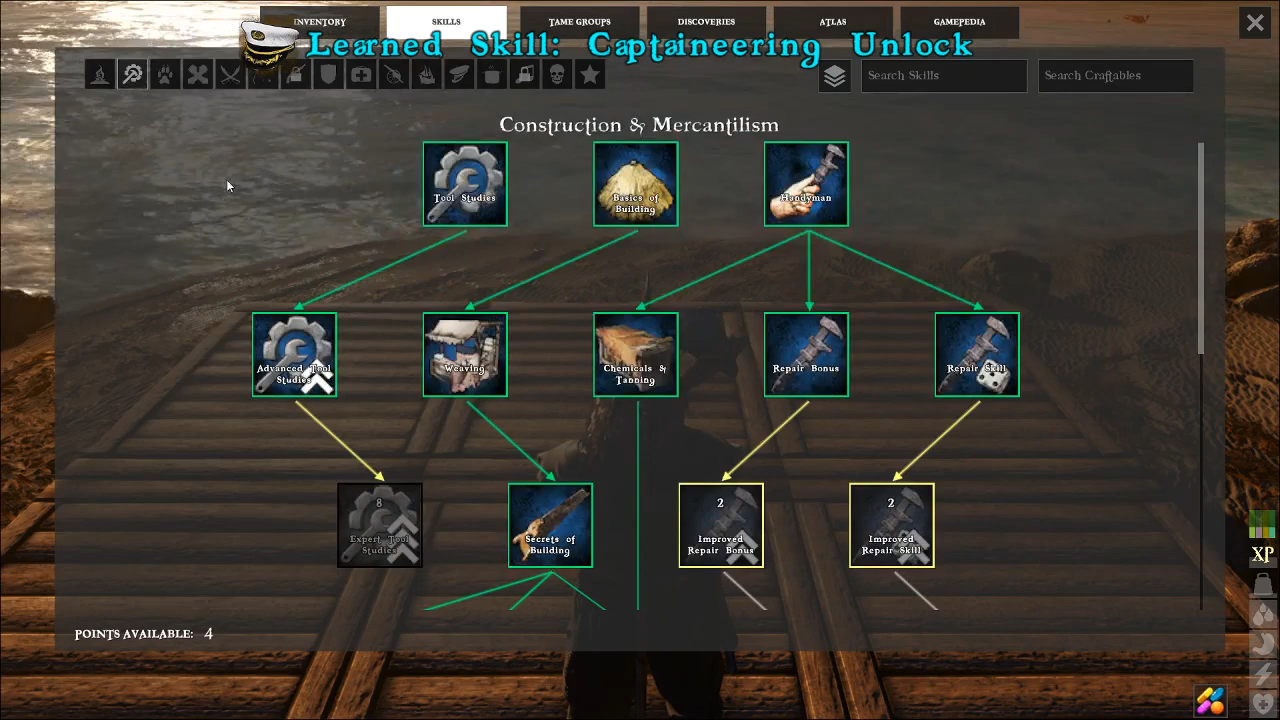 INVENTORY
SKILLS
TAME GROUPS
DISCOVERIES
ATLAS
GAMEPEDIA
Learned Skill: Captaineering Unlock
Search Skills
Search Craftables
Construction & Mercantilism
Tool Studies
Basics of
Building
Handyman
Advanced Tool
Studies
Weaving
Chemicals &
Tanning
Repair Bonus
Repair Skill
8
Expert Tool
Studies
Secrets of
Building
2
Improved
Repair Bonus
2
Improved
Repair Skill
XP
POINTS AVAILABLE: 4